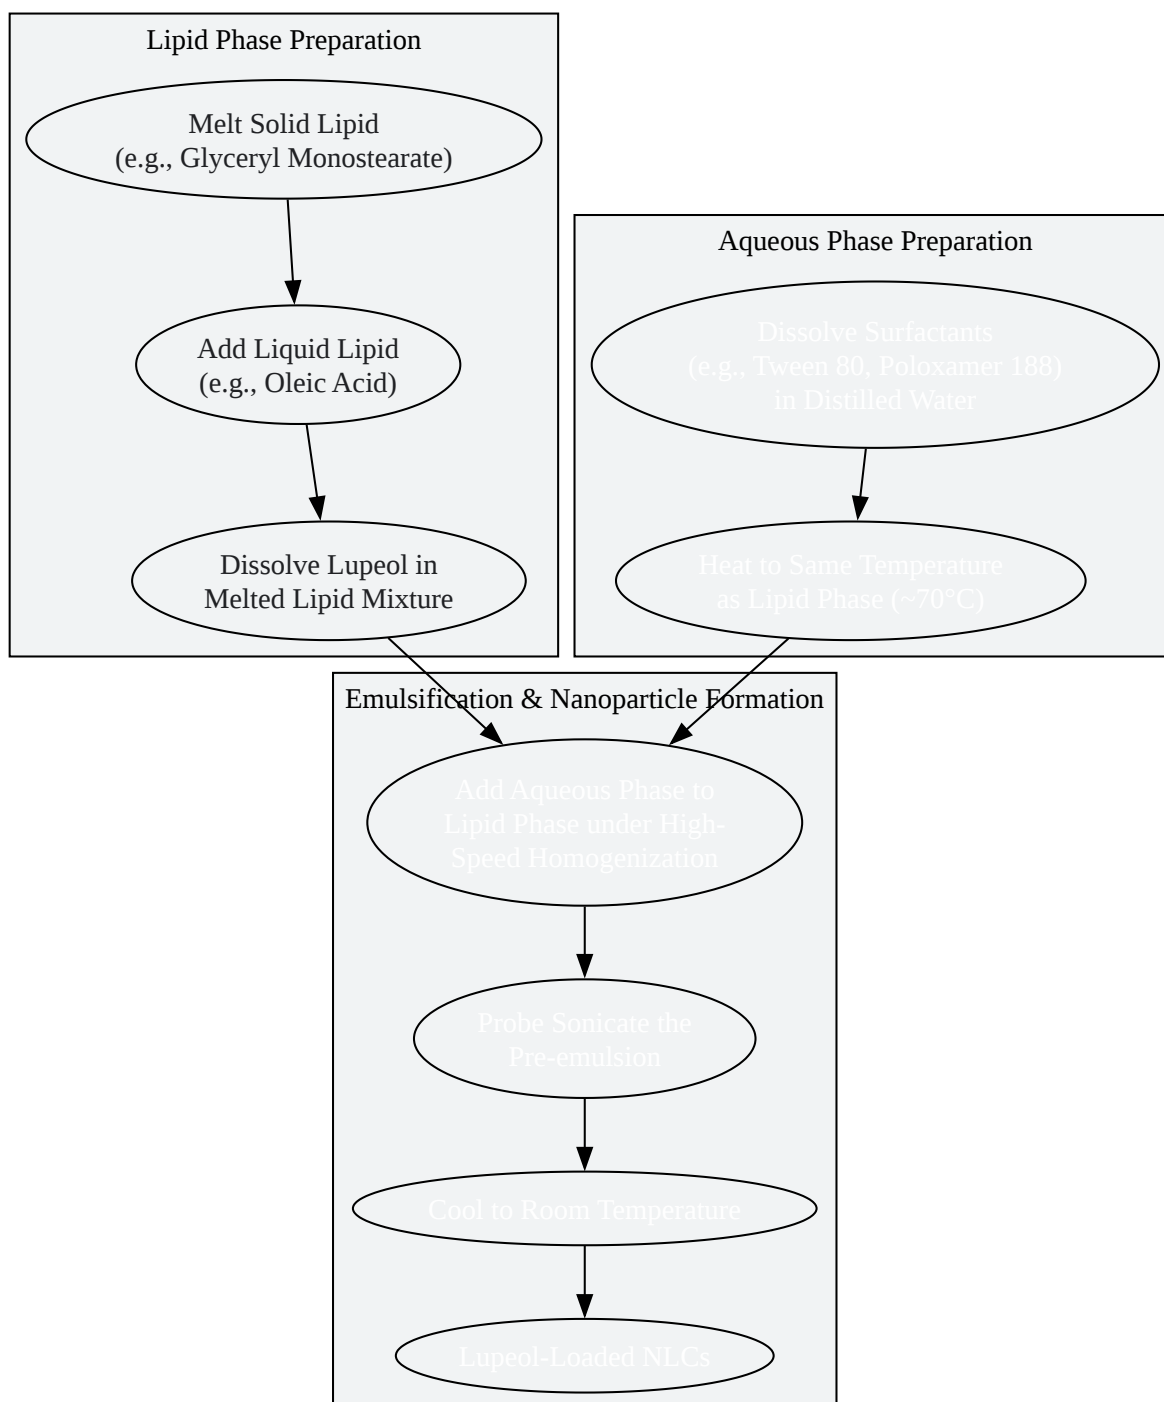 Lipid Phase Preparation
Melt Solid Lipid
(e.g., Glyceryl Monostearate)
Add Liquid Lipid
(e.g., Oleic Acid)
Dissolve Lupeol in
Melted Lipid Mixture
Aqueous Phase Preparation
Dissolve Surfactants
(e.g., Tween 80, Poloxamer 188)
in Distilled Water
Heat to Same Temperature
as Lipid Phase (~70°C)
Emulsification & Nanoparticle Formation
Add Aqueous Phase to
Lipid Phase under High-
Speed Homogenization
Probe Sonicate the
Pre-emulsion
Cool to Room Temperature
Lupeol-Loaded NLCs